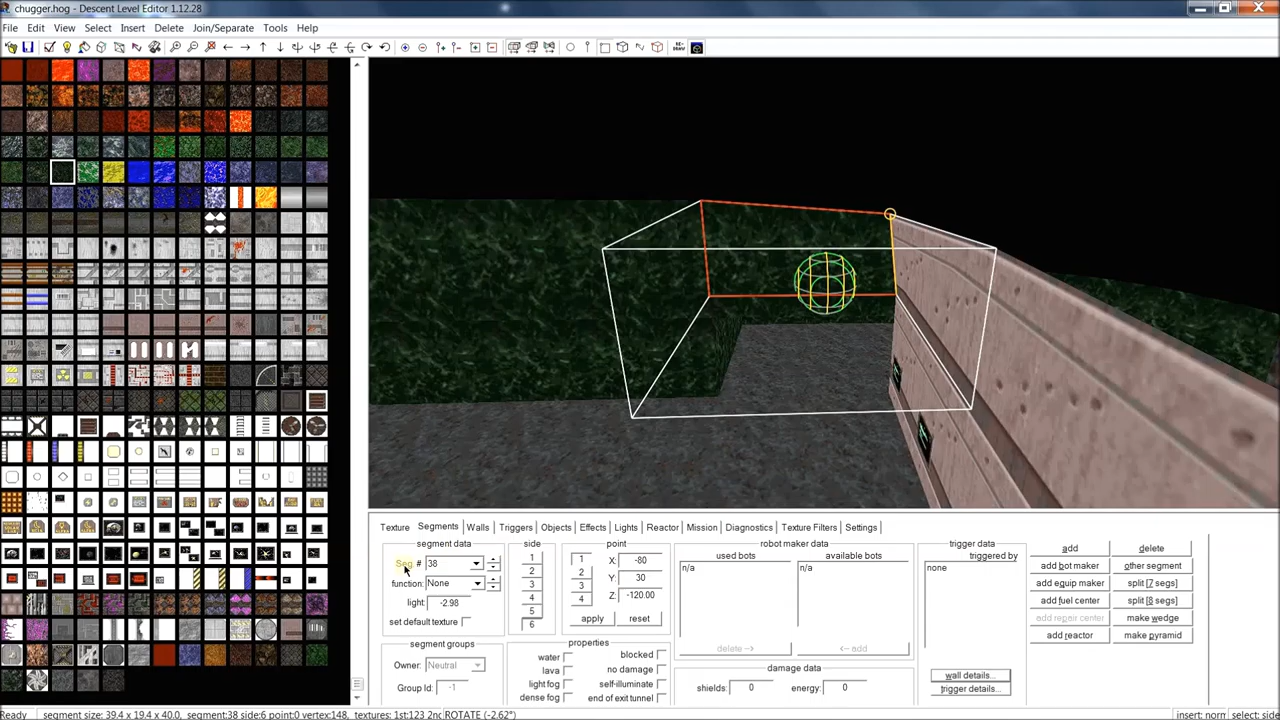 chugger.hog - Descent Level Editor 1.12.28
File Edit View Select Insert Delete Join/Separate Tools Help
Texture Segments Walls Triggers Objects Effects Lights Reactor Mission Diagnostics Texture Filters Settings
segment data side point robot maker data trigger data
Seg. # 38 1 1 X: -80 used bots available bots triggered by add delete
2 n/a n/a none add bot maker other segment
function: None 3 2 Y: 30 add equip maker split [7 segs]
light: -2.98 4 3 Z: -120.00 add fuel center split [8 segs]
set default texture 5 4 apply reset add repair center make wedge
6 add reactor make pyramid
segment groups properties delete --> <-- add
Owner: Neutral water blocked
lava no damage damage data wall details...
Group Id: -1 light fog self-illuminate shields: 0 energy: 0 trigger details...
dense fog end of exit tunnel
Ready segment size: 39.4 x 19.4 x 40.0, segment:38 side:6 point:0 vertex:148, textures: 1st:123 2nd ROTATE (-2.62°) insert: norm select: side